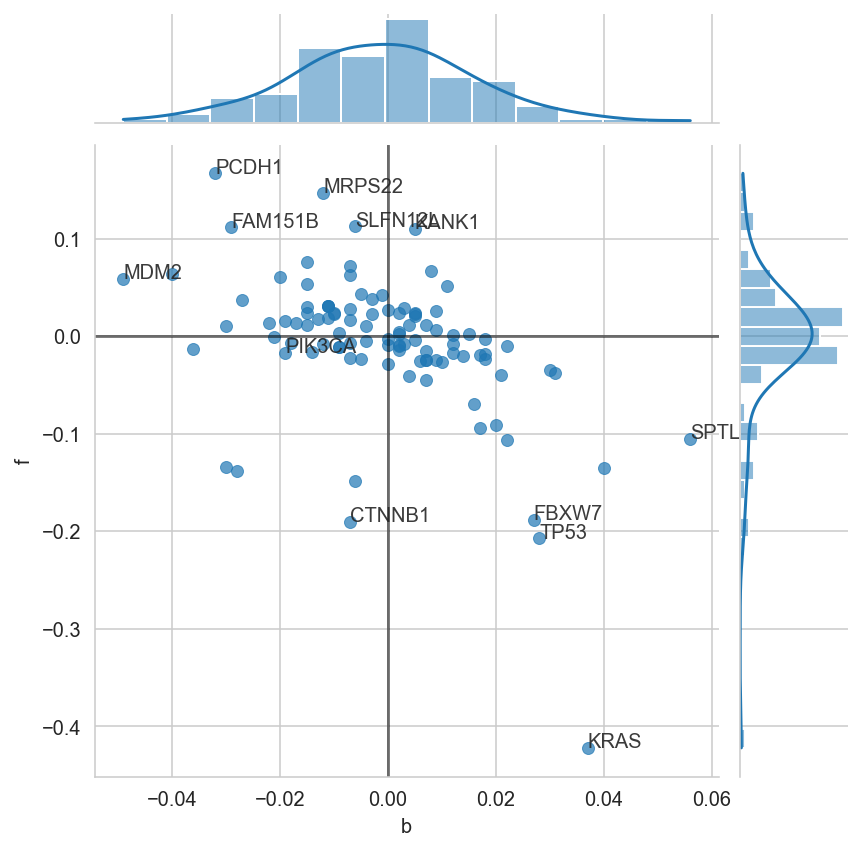 PCDH1
MRPS22
FAM151B
SLFN12L
KANK1
0.1
MDM2
0.0
PIK3CA
−0.1
SPTL
f
CTNNB1
FBXW7
−0.2
TP53
−0.3
−0.4
KRAS
−0.04
−0.02
0.00
0.02
0.04
0.06
b